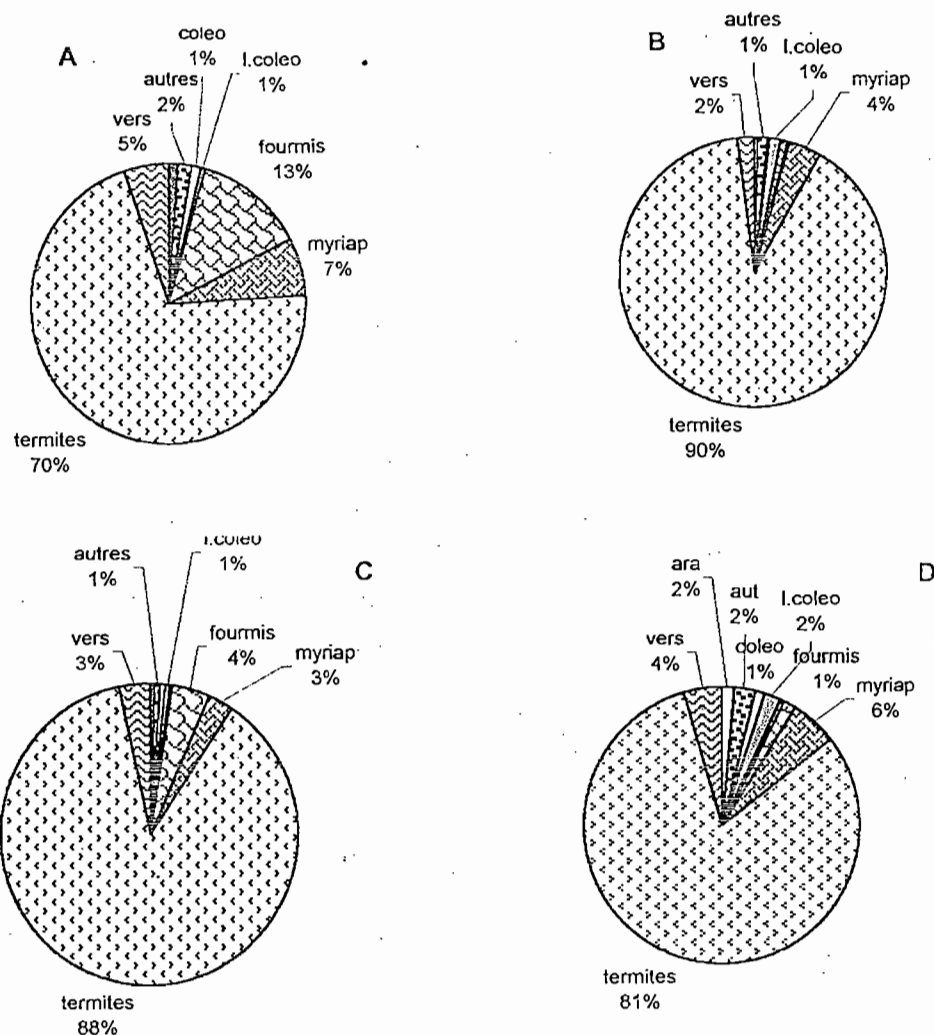 A
coleo
1%
l.coleo
1%
autres
2%
vers
5%
fourmis
13%
myriap
7%
termites
70%
B
autres
1%
l.coleo
1%
vers
2%
myriap
4%
termites
90%
C
autres
1%
l.coleo
1%
vers
3%
fourmis
4%
myriap
3%
termites
88%
D
ara
2%
aut
2%
l.coleo
2%
vers
4%
coleo
1%
fourmis
1%
myriap
6%
termites
81%